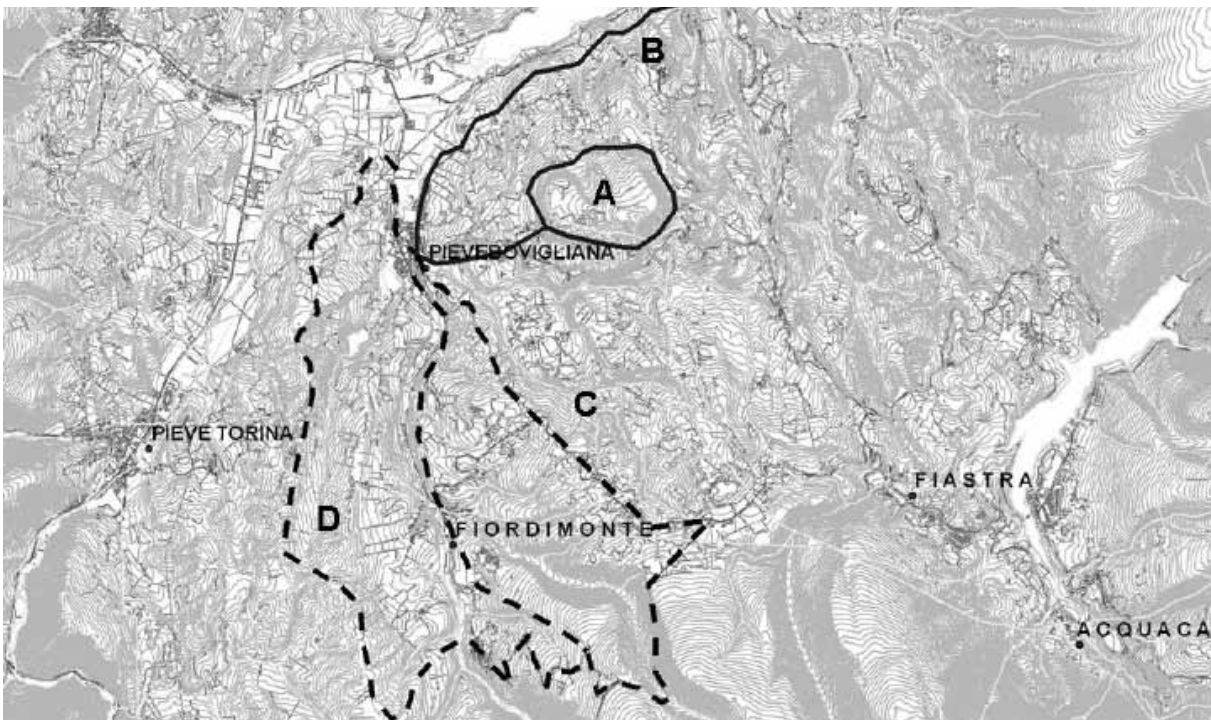 B
A
PIEVEBOVIGLIANA
C
PIEVE TORINA
FIASTRA
D
FIORDIMONTE
ACQUACA